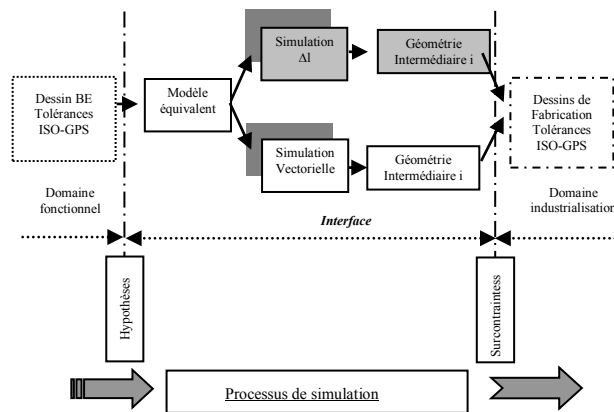 Simulation
Δl
Géométrie
Intermédiaire i
Dessin BE
Tolérances
ISO-GPS
Modèle
équivalent
Dessins de
Fabrication
Tolérances
ISO-GPS
Simulation
Vectorielle
Géométrie
Intermédiaire i
Domaine
fonctionnel
Interface
Domaine
industrialisation
Hypothèses
Surcontraintess
Processus de simulation